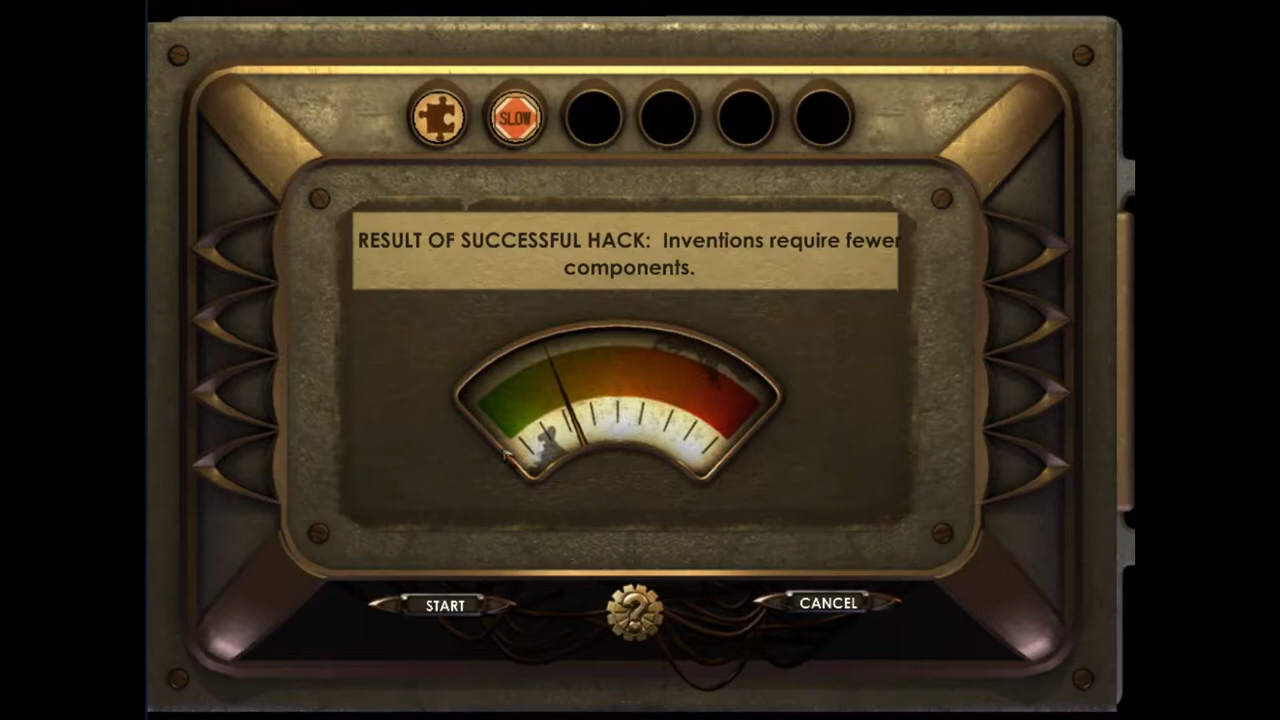 SLOW
RESULT OF SUCCESSFUL HACK: Inventions require fewer
components.
?
START
CANCEL